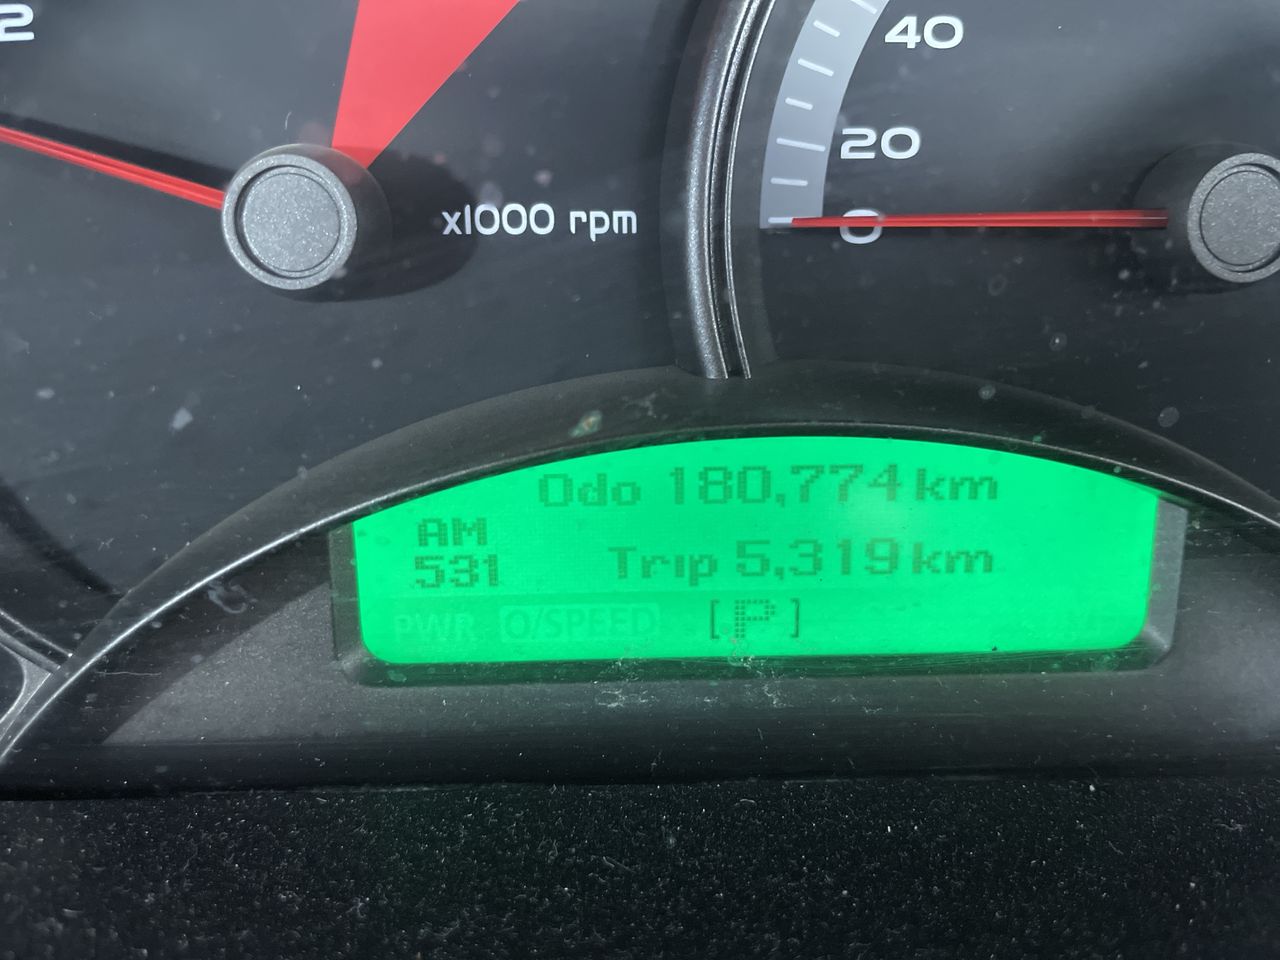 2
40
20
0
x1000 rpm
Odo 180,774 km
AM
531
Trip 5,319 km
PWR O/SPEED [P]